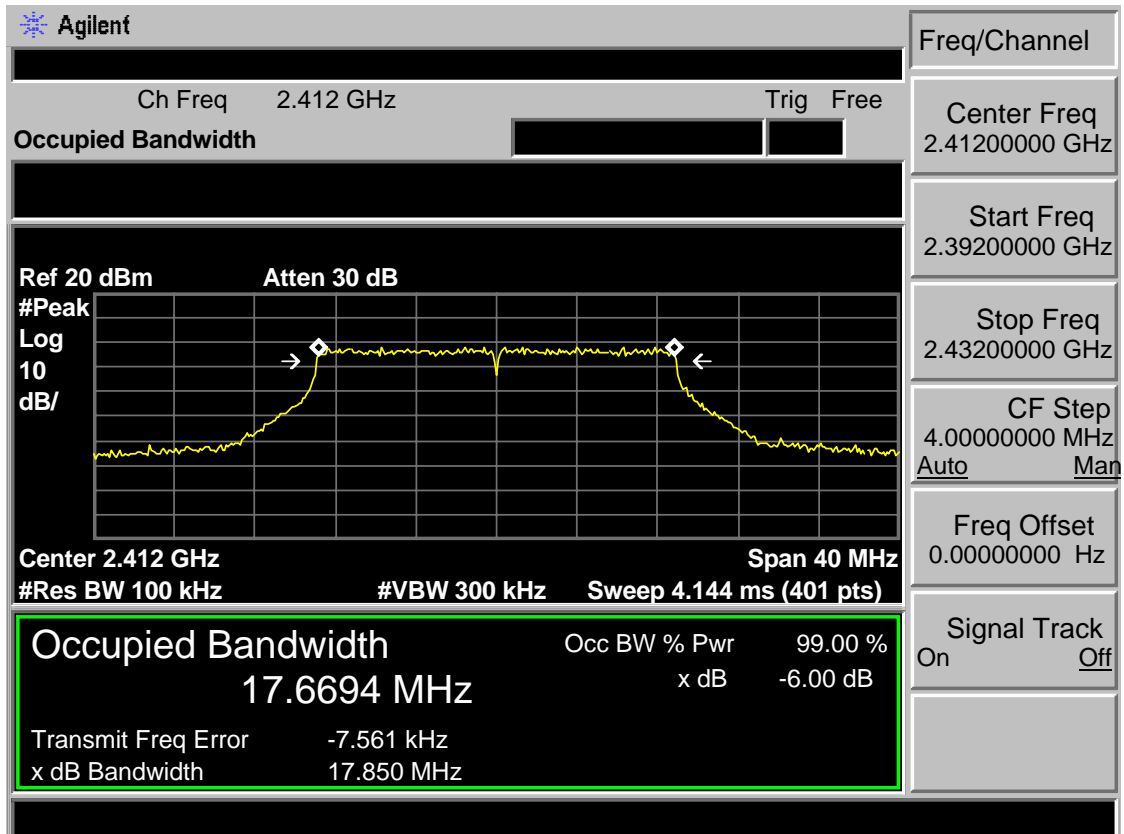 Agilent
Freq/Channel
Ch Freq 2.412 GHz Trig Free
Occupied Bandwidth
Center Freq
2.41200000 GHz
Start Freq
2.39200000 GHz
Stop Freq
2.43200000 GHz
CF Step
4.00000000 MHz
Auto Man
Freq Offset
0.00000000 Hz
Signal Track
On Off
Ref 20 dBm Atten 30 dB
#Peak
Log
10
dB/
Center 2.412 GHz Span 40 MHz
#Res BW 100 kHz #VBW 300 kHz Sweep 4.144 ms (401 pts)
Occupied Bandwidth
17.6694 MHz
Occ BW % Pwr 99.00 %
x dB -6.00 dB
Transmit Freq Error -7.561 kHz
x dB Bandwidth 17.850 MHz